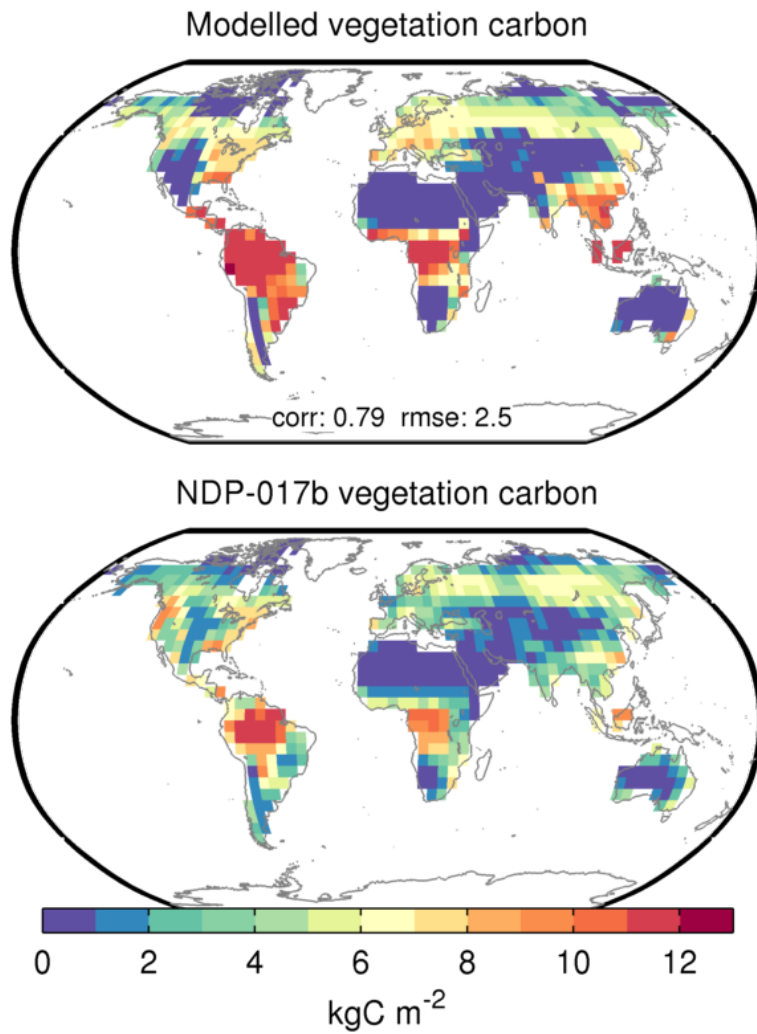 Modelled vegetation carbon
corr: 0.79 rmse: 2.5
NDP-017b vegetation carbon
0 2 4 6 8 10 12
kgC m⁻²